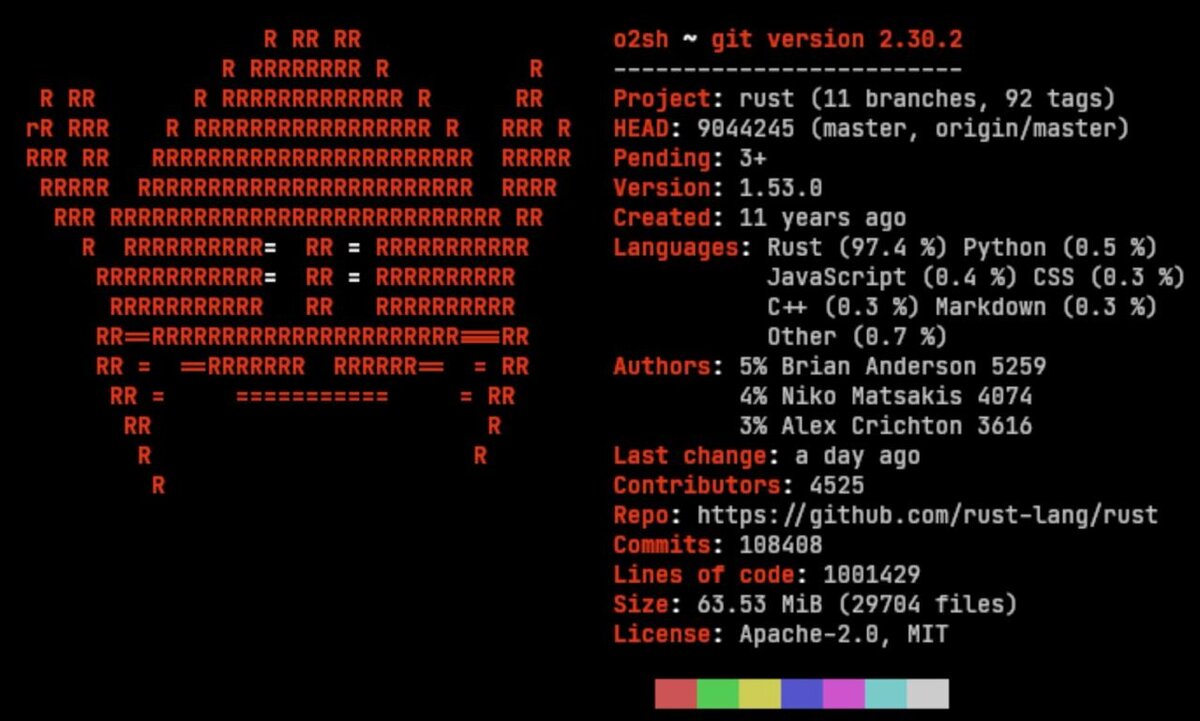 R RR RR
R RRRRRRRR R          R
R RR       R RRRRRRRRRRRRR R      RR
rR RRR    R RRRRRRRRRRRRRRRRR R   RRR R
RRR RR   RRRRRRRRRRRRRRRRRRRRRRR  RRRRR
RRRRR  RRRRRRRRRRRRRRRRRRRRRRRR  RRRR
RRR RRRRRRRRRRRRRRRRRRRRRRRRRRRR RR
R  RRRRRRRRRR=  RR = RRRRRRRRRRR
RRRRRRRRRRRR=  RR = RRRRRRRRRR
RRRRRRRRRRR   RR   RRRRRRRRRR
RR==RRRRRRRRRRRRRRRRRRRRRR===RR
RR =  ==RRRRRRR  RRRRRR==  = RR
RR =     ===========     = RR
RR                        R
R                       R
R
o2sh ~ git version 2.30.2
-------------------------
Project: rust (11 branches, 92 tags)
HEAD: 9044245 (master, origin/master)
Pending: 3+
Version: 1.53.0
Created: 11 years ago
Languages: Rust (97.4 %) Python (0.5 %)
JavaScript (0.4 %) CSS (0.3 %)
C++ (0.3 %) Markdown (0.3 %)
Other (0.7 %)
Authors: 5% Brian Anderson 5259
4% Niko Matsakis 4074
3% Alex Crichton 3616
Last change: a day ago
Contributors: 4525
Repo: https://github.com/rust-lang/rust
Commits: 108408
Lines of code: 1001429
Size: 63.53 MiB (29704 files)
License: Apache-2.0, MIT